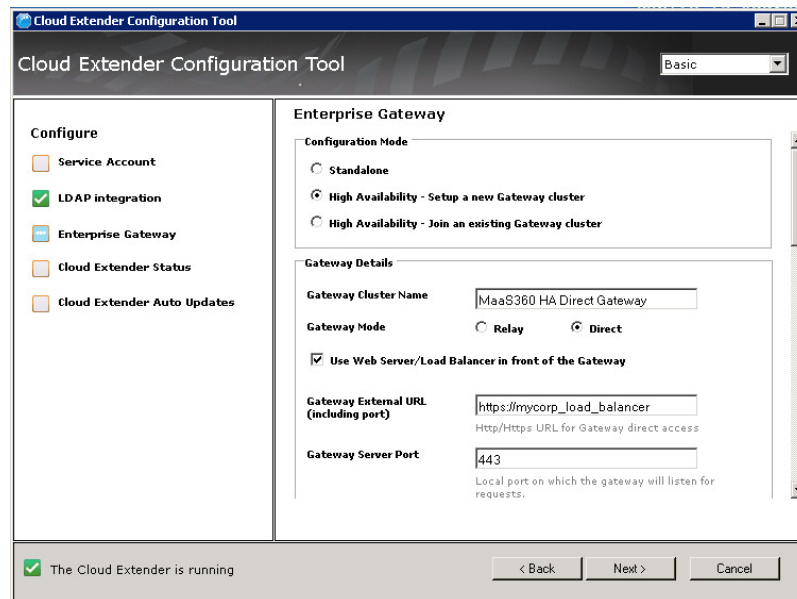 Cloud Extender Configuration Tool
Cloud Extender Configuration Tool
Basic
Configure
Service Account
LDAP integration
Enterprise Gateway
Cloud Extender Status
Cloud Extender Auto Updates
Enterprise Gateway
Configuration Mode
Standalone
High Availability - Setup a new Gateway cluster
High Availability - Join an existing Gateway cluster
Gateway Details
Gateway Cluster Name
MaaS360 HA Direct Gateway
Gateway Mode
Relay
Direct
Use Web Server/Load Balancer in front of the Gateway
Gateway External URL
(including port)
https://mycorp_load_balancer
Http/Https URL for Gateway direct access
Gateway Server Port
443
Local port on which the gateway will listen for
requests.
The Cloud Extender is running
< Back
Next >
Cancel